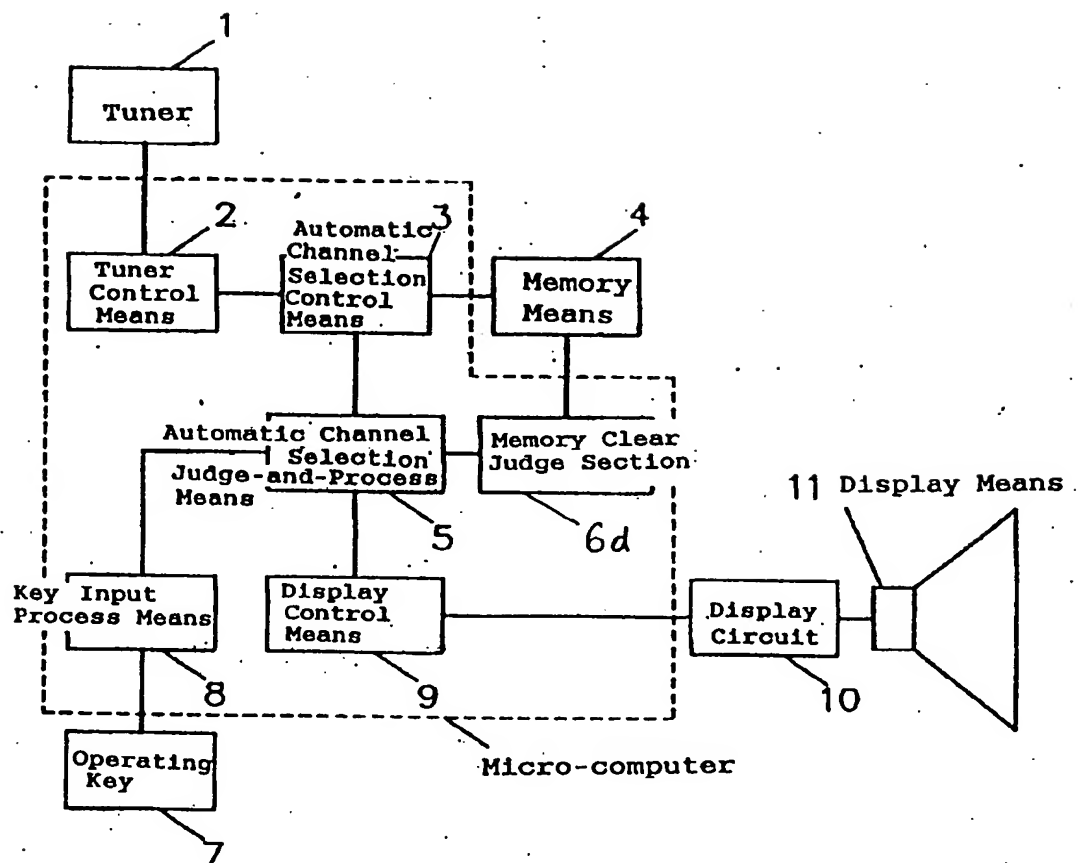 1
Tuner
2
Tuner
Control
Means
3
Automatic
Channel
Selection
Control
Means
4
Memory
Means
Automatic Channel
Selection
Judge-and-Process
Means
5
Memory Clear
Judge Section
6d
11 Display Means
Key Input
Process Means
8
Display
Control
Means
9
Display
Circuit
10
Operating
Key
7
Micro-computer